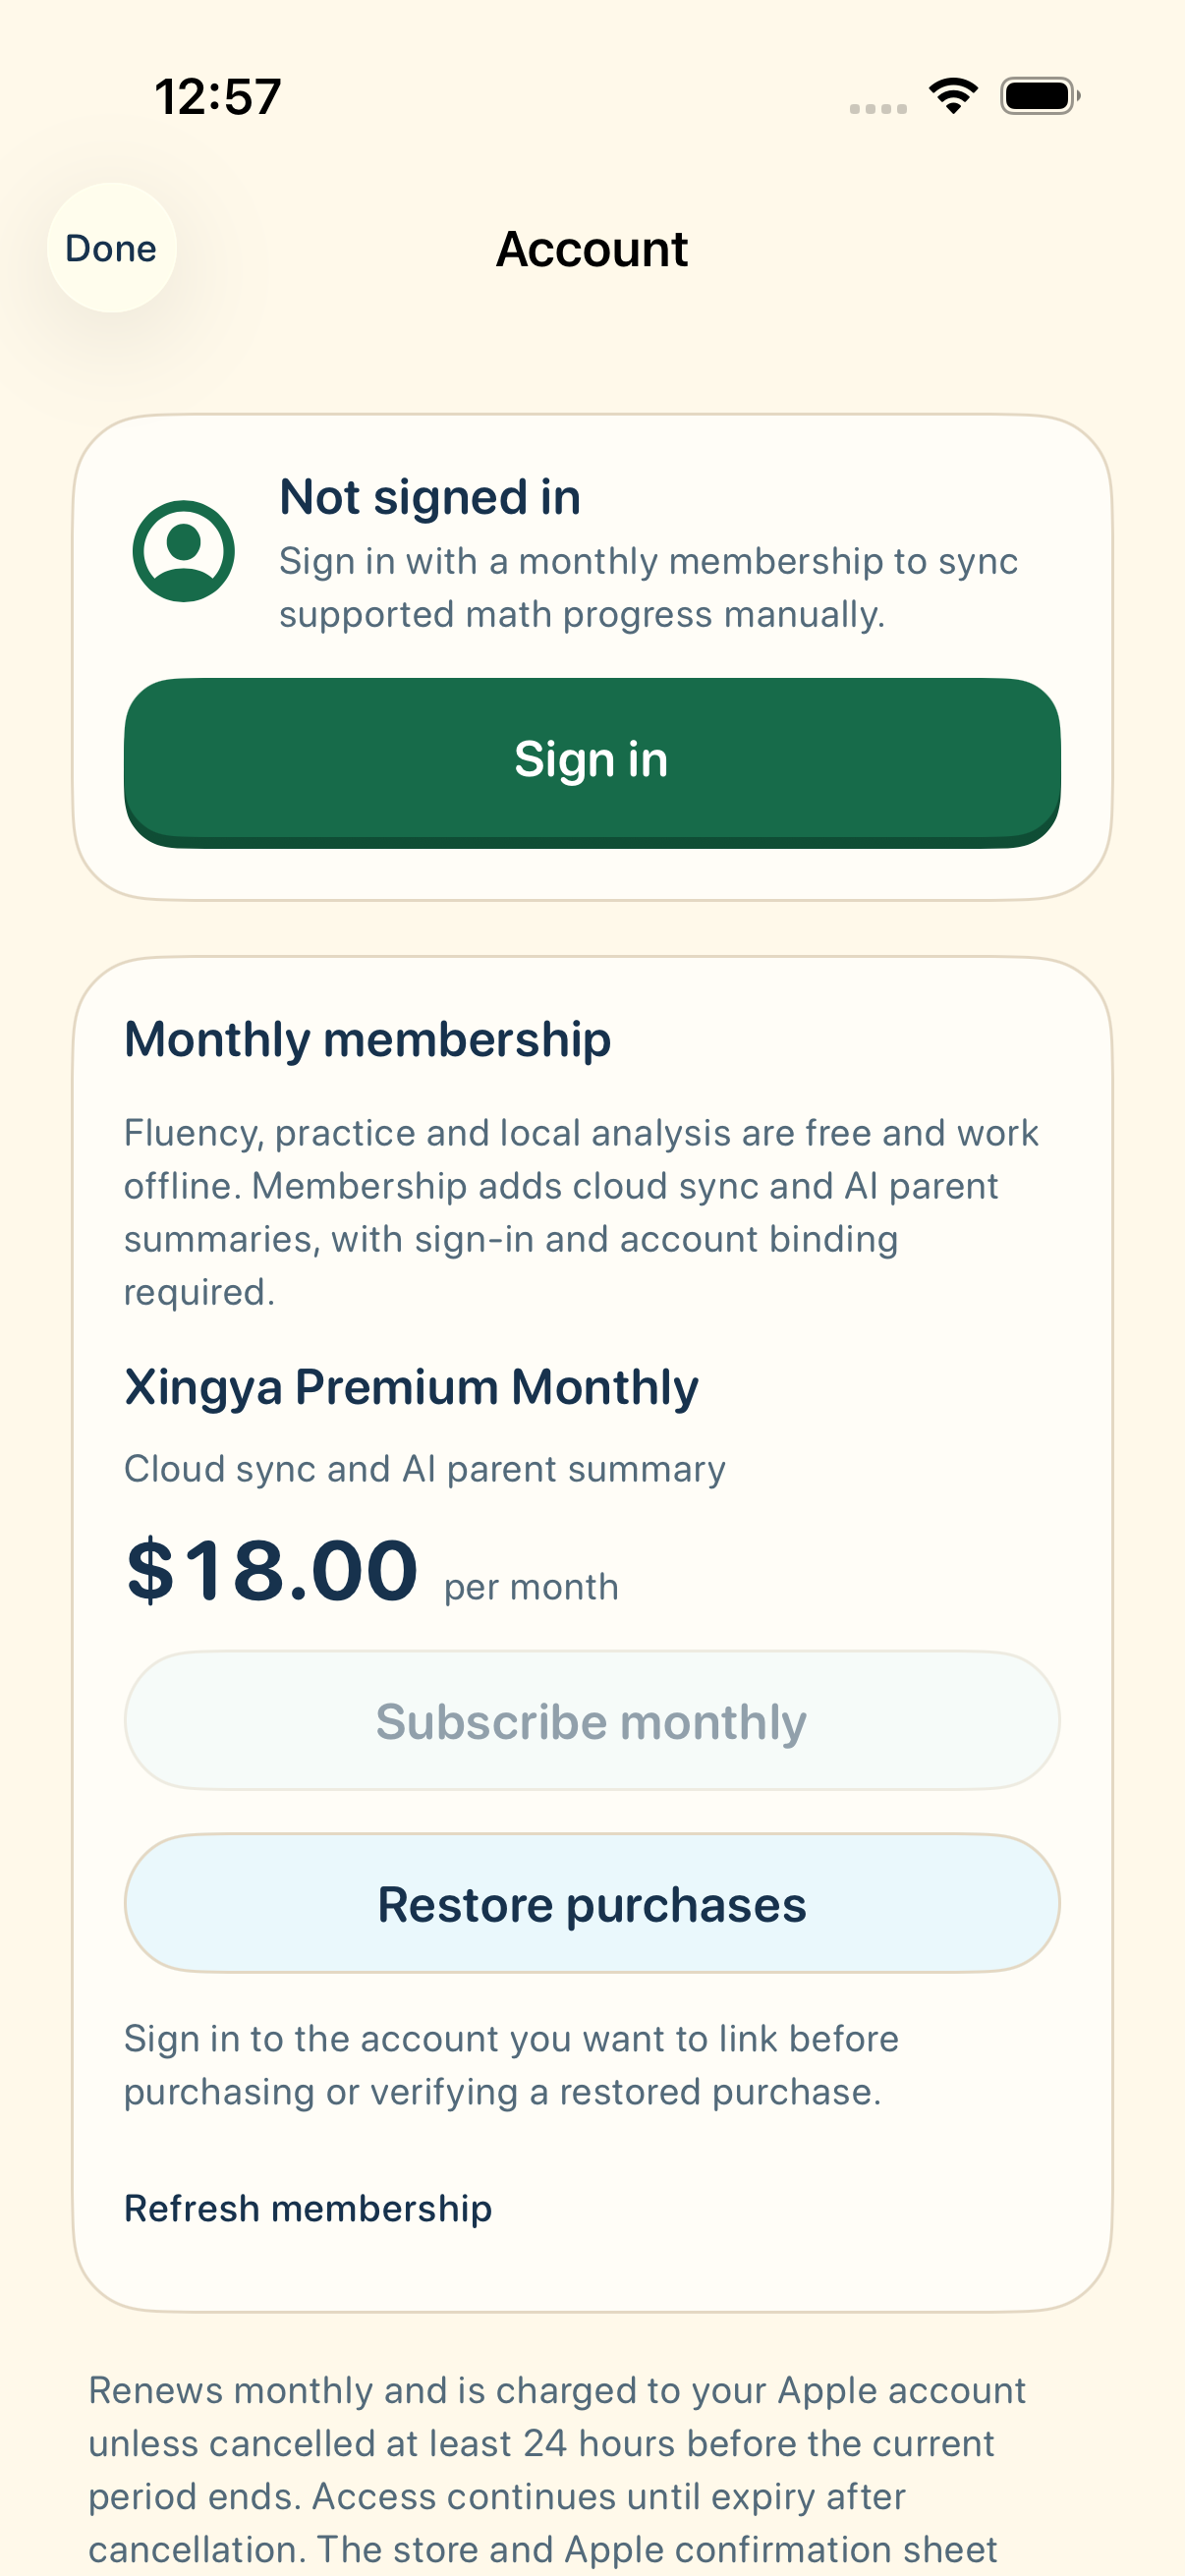 12:57
Done
Account
Not signed in
Sign in with a monthly membership to sync
supported math progress manually.
Sign in
Monthly membership
Fluency, practice and local analysis are free and work
offline. Membership adds cloud sync and AI parent
summaries, with sign-in and account binding
required.
Xingya Premium Monthly
Cloud sync and AI parent summary
$18.00 per month
Subscribe monthly
Restore purchases
Sign in to the account you want to link before
purchasing or verifying a restored purchase.
Refresh membership
Renews monthly and is charged to your Apple account
unless cancelled at least 24 hours before the current
period ends. Access continues until expiry after
cancellation. The store and Apple confirmation sheet